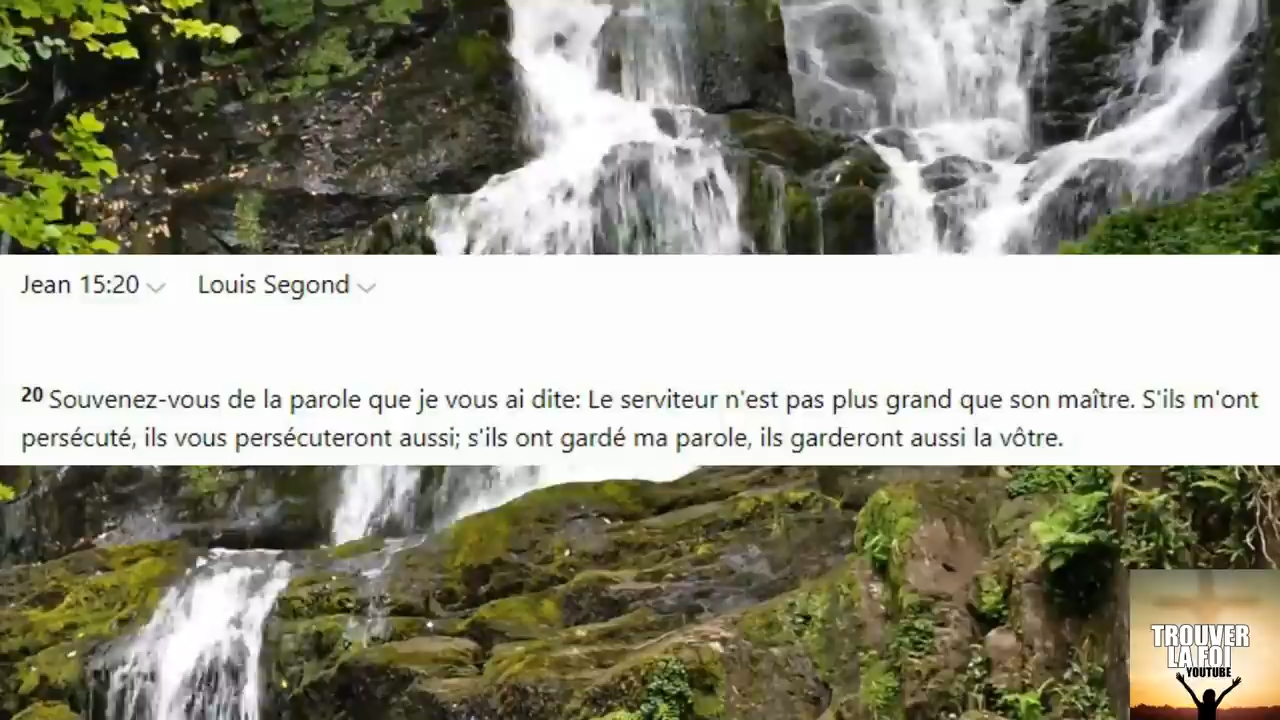 Jean 15:20 Louis Segond
20 Souvenez-vous de la parole que je vous ai dite: Le serviteur n'est pas plus grand que son maître. S'ils m'ont
persécuté, ils vous persécuteront aussi; s'ils ont gardé ma parole, ils garderont aussi la vôtre.
TROUVER
LA FOI
YOUTUBE